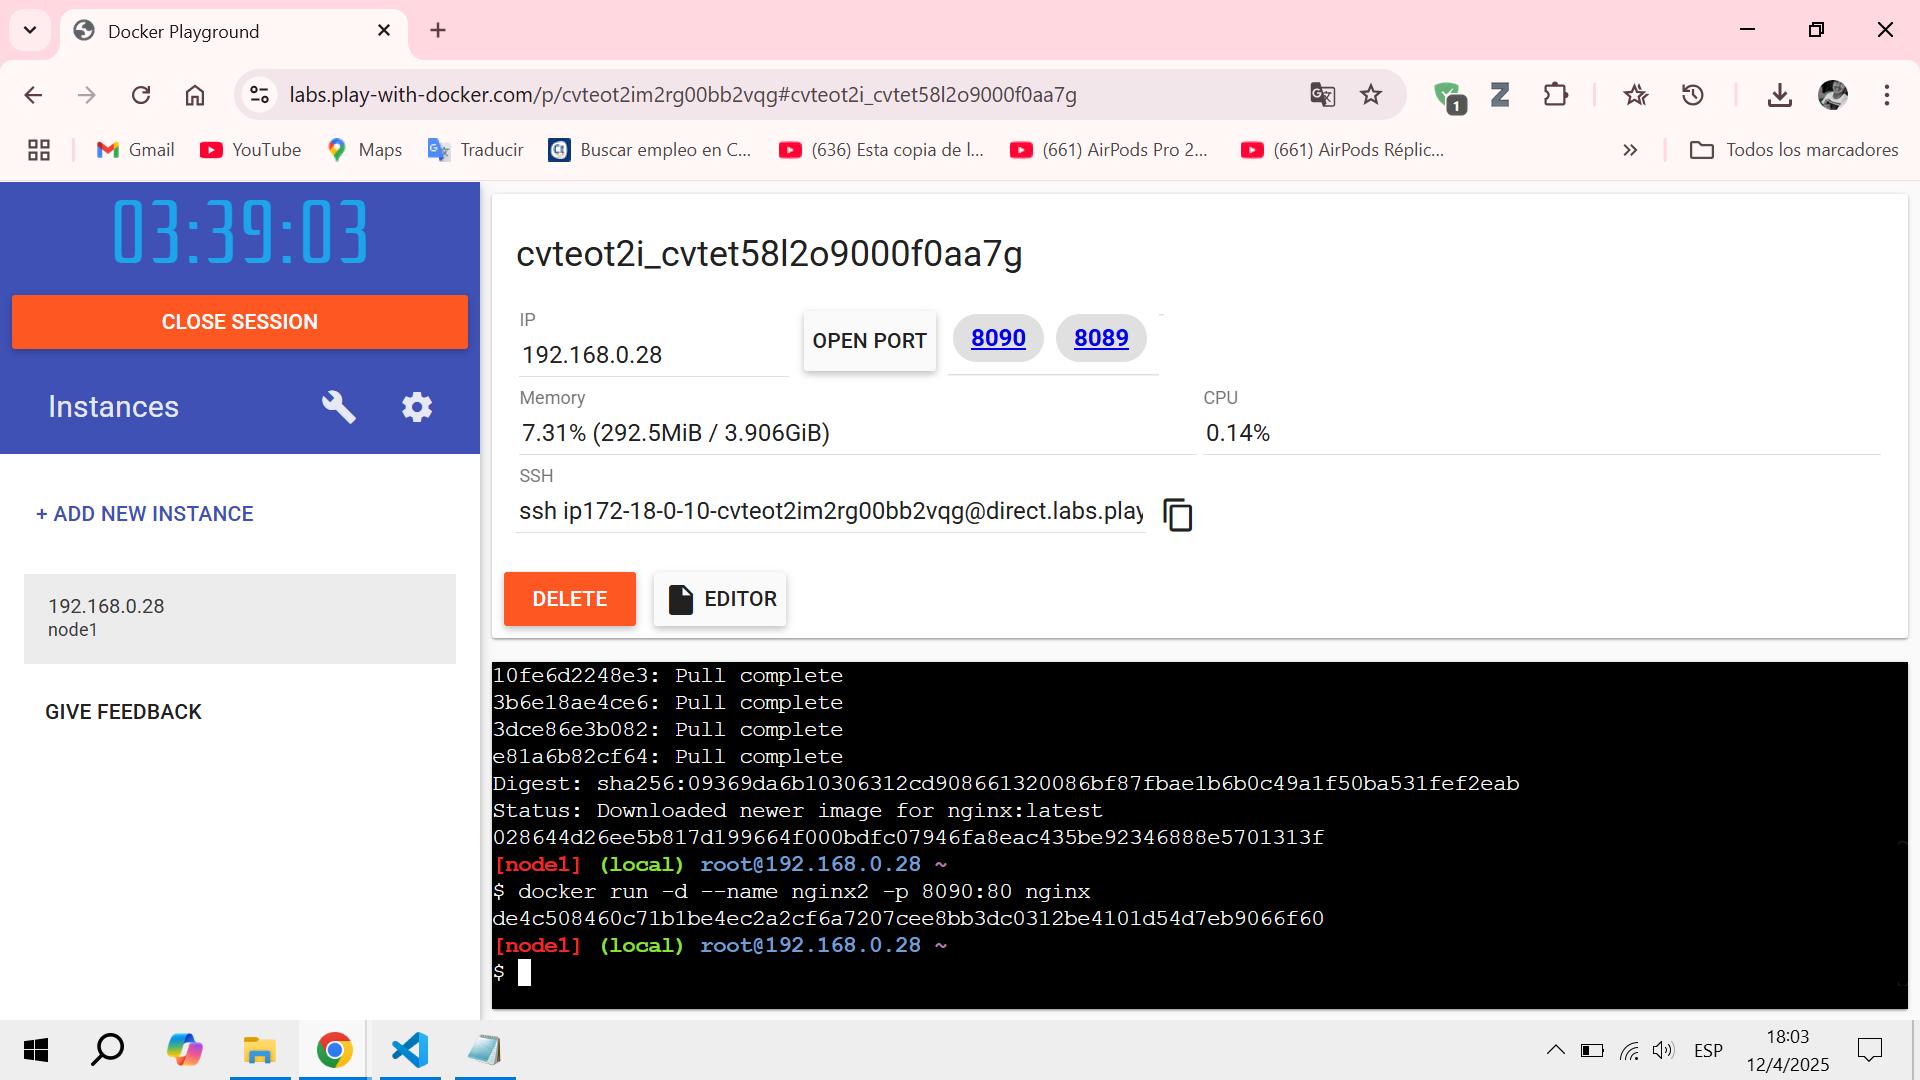 Docker Playground
labs.play-with-docker.com/p/cvteot2im2rg00bb2vqg#cvteot2i_cvtet58l2o9000f0aa7g
1
Gmail
YouTube
Maps
Traducir
Buscar empleo en C...
(636) Esta copia de l...
(661) AirPods Pro 2...
(661) AirPods Réplic...
Todos los marcadores
03:39:03
CLOSE SESSION
Instances
+ ADD NEW INSTANCE
192.168.0.28
node1
GIVE FEEDBACK
cvteot2i_cvtet58l2o9000f0aa7g
IP
192.168.0.28
OPEN PORT
8090
8089
Memory
7.31% (292.5MiB / 3.906GiB)
CPU
0.14%
SSH
ssh ip172-18-0-10-cvteot2im2rg00bb2vqg@direct.labs.play
DELETE
EDITOR
10fe6d2248e3: Pull complete
3b6e18ae4ce6: Pull complete
3dce86e3b082: Pull complete
e81a6b82cf64: Pull complete
Digest: sha256:09369da6b10306312cd908661320086bf87fbae1b6b0c49a1f50ba531fef2eab
Status: Downloaded newer image for nginx:latest
028644d26ee5b817d199664f000bdfc07946fa8eac435be92346888e5701313f
[node1] (local) root@192.168.0.28 ~
$ docker run -d --name nginx2 -p 8090:80 nginx
de4c508460c71b1be4ec2a2cf6a7207cee8bb3dc0312be4101d54d7eb9066f60
[node1] (local) root@192.168.0.28 ~
$
ESP
18:03
12/4/2025